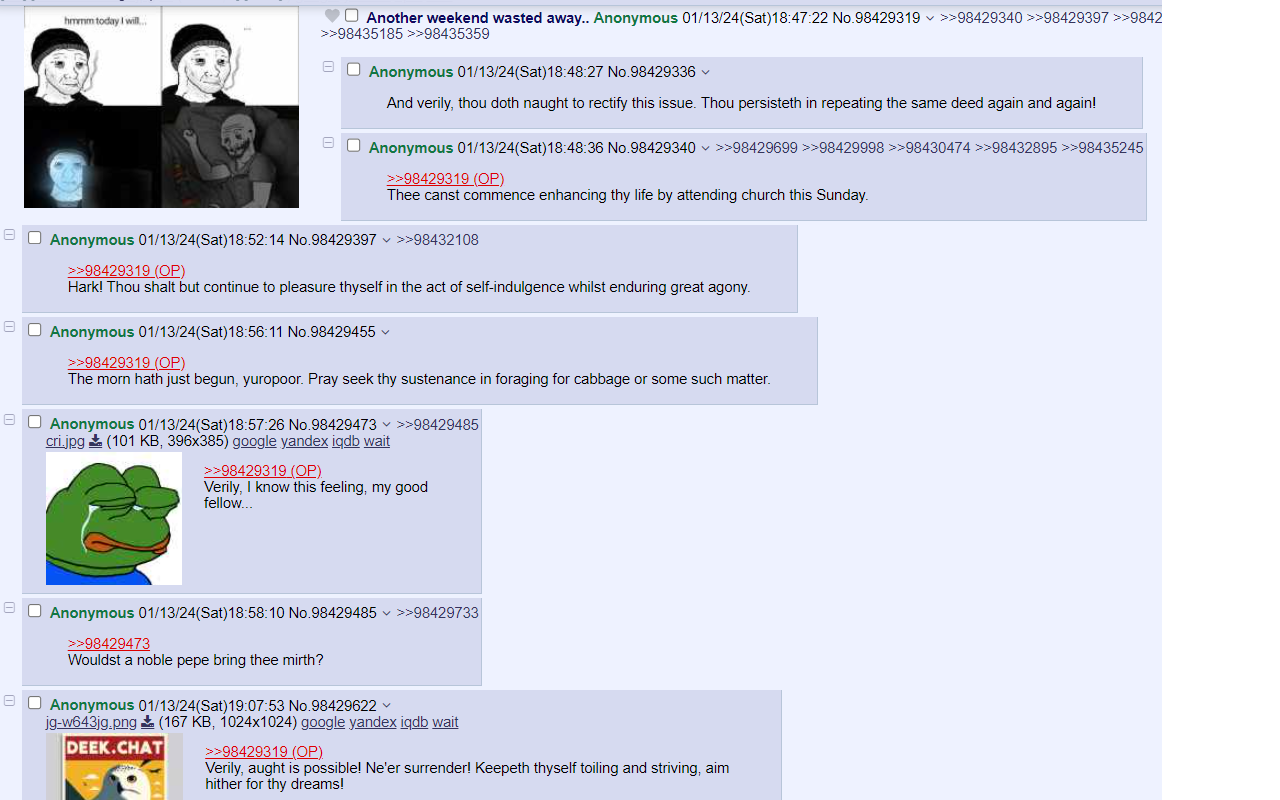 hmmm today I will...
...
Another weekend wasted away.. Anonymous 01/13/24(Sat)18:47:22 No.98429319 >>98429340 >>98429397 >>9842
>>98435185 >>98435359
Anonymous 01/13/24(Sat)18:48:27 No.98429336
And verily, thou doth naught to rectify this issue. Thou persisteth in repeating the same deed again and again!
Anonymous 01/13/24(Sat)18:48:36 No.98429340 >>98429699 >>98429998 >>98430474 >>98432895 >>98435245
>>98429319 (OP)
Thee canst commence enhancing thy life by attending church this Sunday.
Anonymous 01/13/24(Sat)18:52:14 No.98429397 >>98432108
>>98429319 (OP)
Hark! Thou shalt but continue to pleasure thyself in the act of self-indulgence whilst enduring great agony.
Anonymous 01/13/24(Sat)18:56:11 No.98429455
>>98429319 (OP)
The morn hath just begun, yuropoor. Pray seek thy sustenance in foraging for cabbage or some such matter.
Anonymous 01/13/24(Sat)18:57:26 No.98429473 >>98429485
cri.jpg (101 KB, 396x385) google yandex iqdb wait
>>98429319 (OP)
Verily, I know this feeling, my good
fellow...
Anonymous 01/13/24(Sat)18:58:10 No.98429485 >>98429733
>>98429473
Wouldst a noble pepe bring thee mirth?
Anonymous 01/13/24(Sat)19:07:53 No.98429622
jg-w643jg.png (167 KB, 1024x1024) google yandex iqdb wait
DEEK.CHAT
>>98429319 (OP)
Verily, aught is possible! Ne'er surrender! Keepeth thyself toiling and striving, aim
hither for thy dreams!